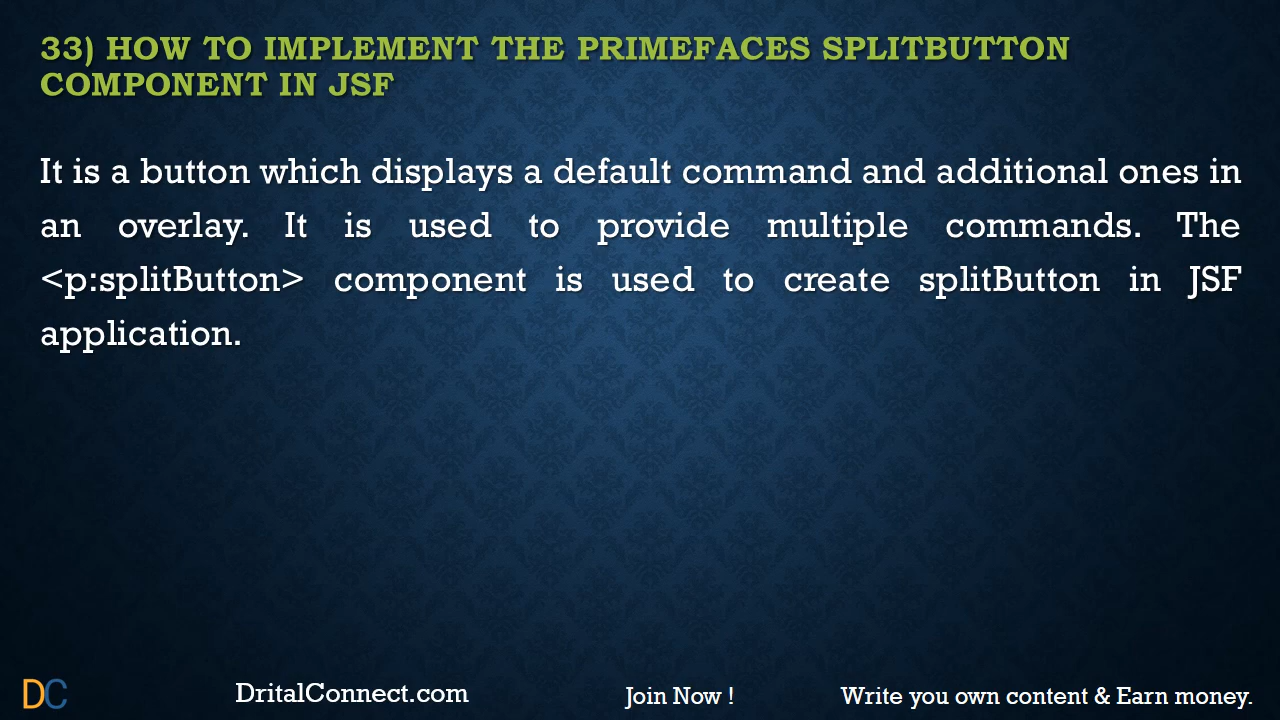 33) HOW TO IMPLEMENT THE PRIMEFACES SPLITBUTTON
COMPONENT IN JSF
It is a button which displays a default command and additional ones in
an overlay. It is used to provide multiple commands. The
<p:splitButton> component is used to create splitButton in JSF
application.
DC
DritalConnect.com
Join Now !
Write you own content & Earn money.